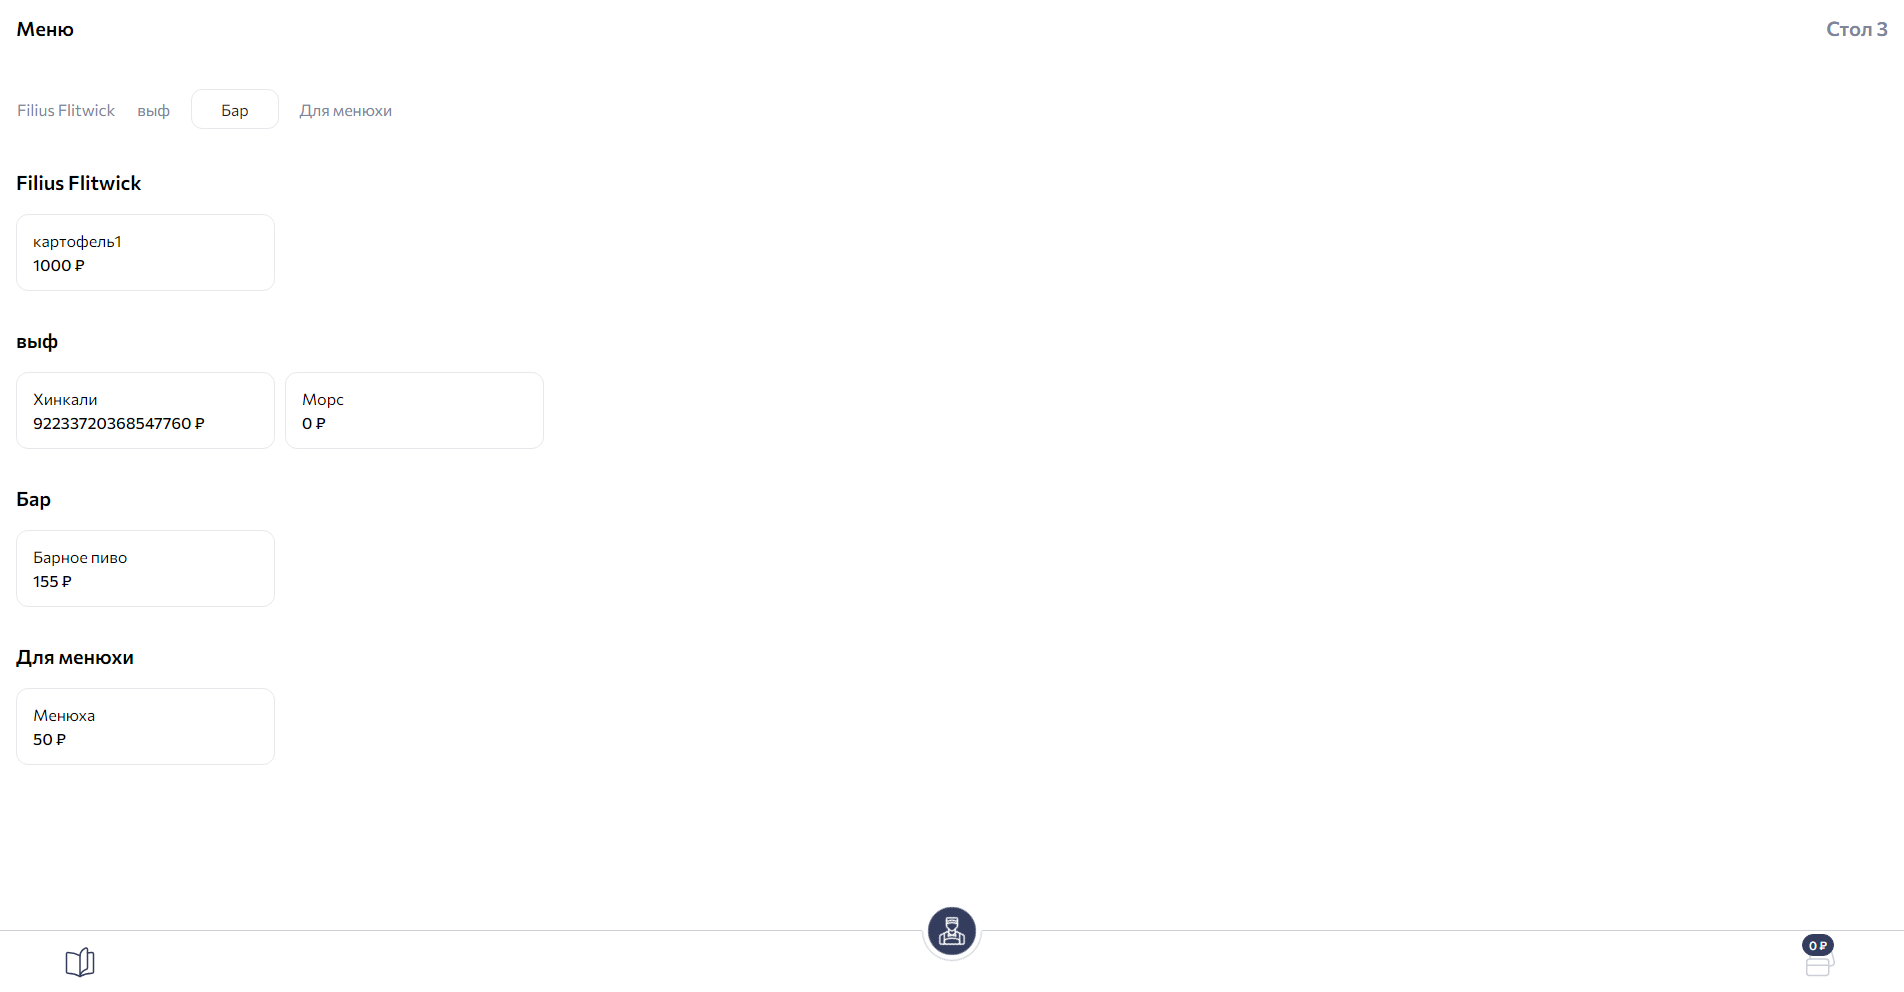 Меню
Стол 3
Filius Flitwick
выф
Бар
Для менюхи
Filius Flitwick
картофель1
1000 ₽
выф
Хинкали
92233720368547760 ₽
Морс
0 ₽
Бар
Барное пиво
155 ₽
Для менюхи
Менюха
50 ₽
0 ₽